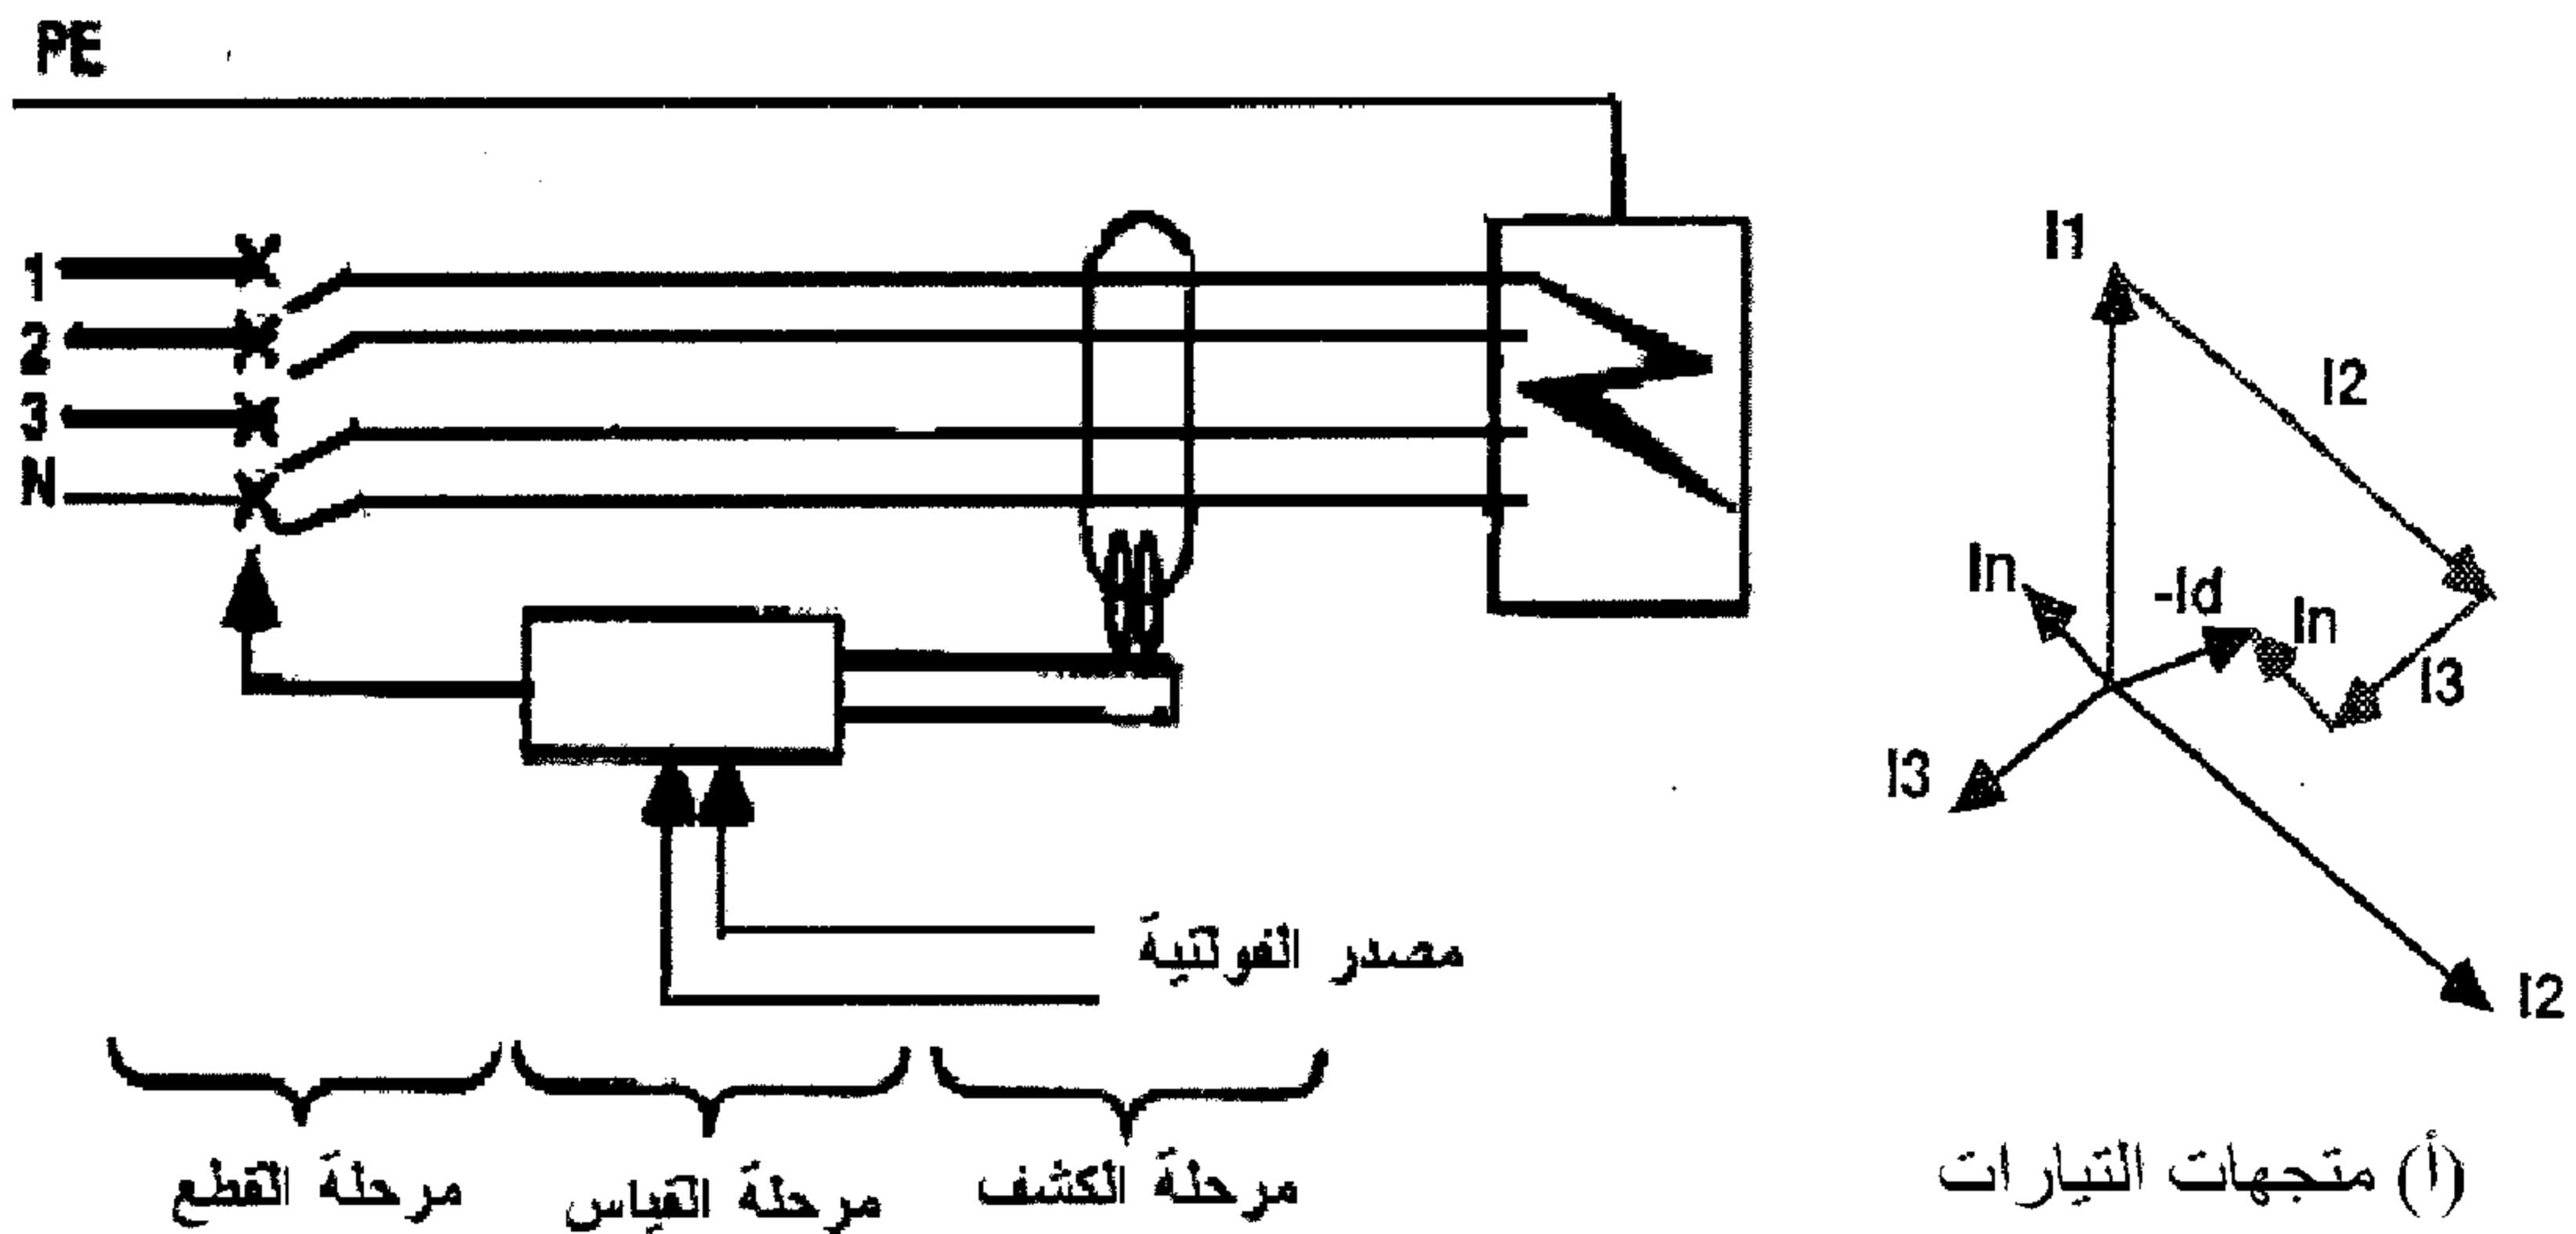 PE
1
2
3
N
مصدر الفولتية
مرحلة القطع
مرحلة القياس
مرحلة الكشف
I1
I2
In
-Id
In
I3
I3
I2
(أ) متجهات التيارات